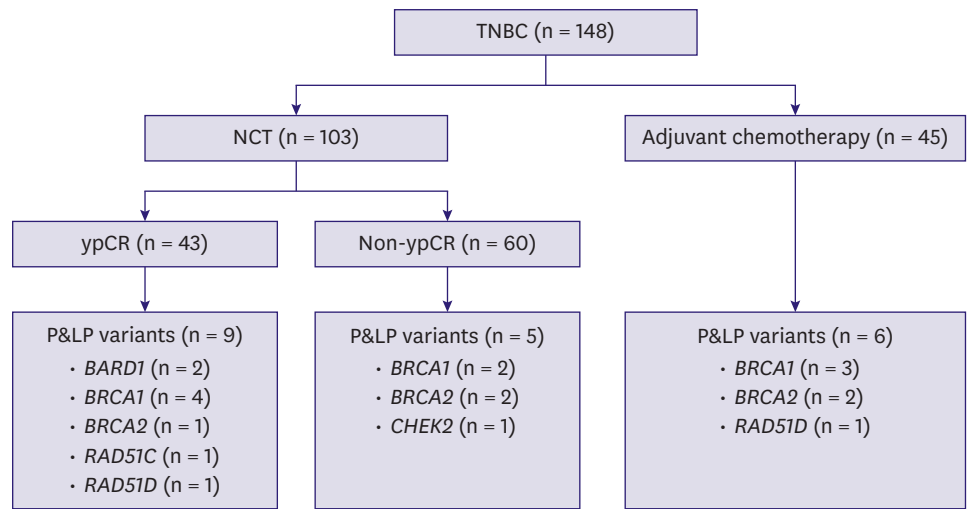 TNBC (n = 148)
NCT (n = 103)
Adjuvant chemotherapy (n = 45)
ypCR (n = 43)
Non-ypCR (n = 60)
P&LP variants (n = 9)
• BARD1 (n = 2)
• BRCA1 (n = 4)
• BRCA2 (n = 1)
• RAD51C (n = 1)
• RAD51D (n = 1)
P&LP variants (n = 5)
• BRCA1 (n = 2)
• BRCA2 (n = 2)
• CHEK2 (n = 1)
P&LP variants (n = 6)
• BRCA1 (n = 3)
• BRCA2 (n = 2)
• RAD51D (n = 1)